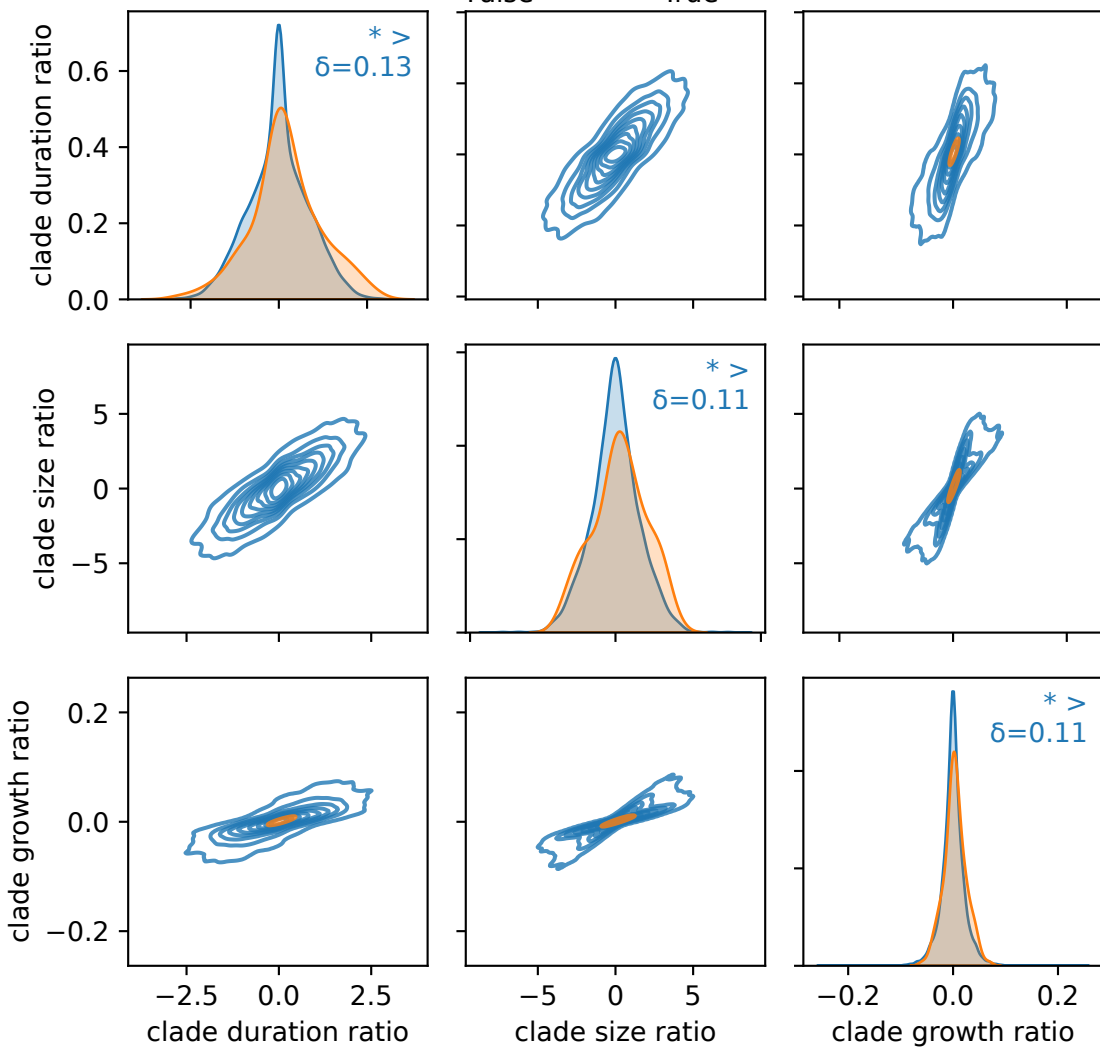 * >
δ=0.13
clade duration ratio
0.6
0.4
0.2
0.0
* >
δ=0.11
clade size ratio
5
0
−5
* >
δ=0.11
clade growth ratio
0.2
0.0
−0.2
−2.5 0.0 2.5 −5 0 5 −0.2 0.0 0.2
clade duration ratio clade size ratio clade growth ratio